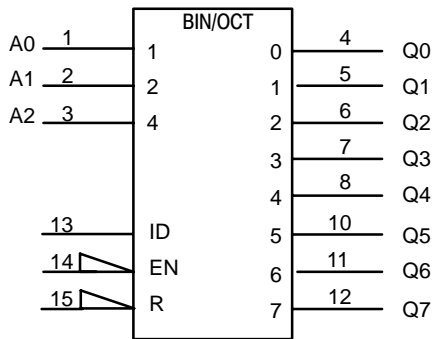 BIN/OCT
A0 1 1 0 4 Q0
A1 2 2 1 5 Q1
A2 3 4 2 6 Q2
3 7 Q3
4 8 Q4
13 ID 5 10 Q5
14 EN 6 11 Q6
15 R 7 12 Q7